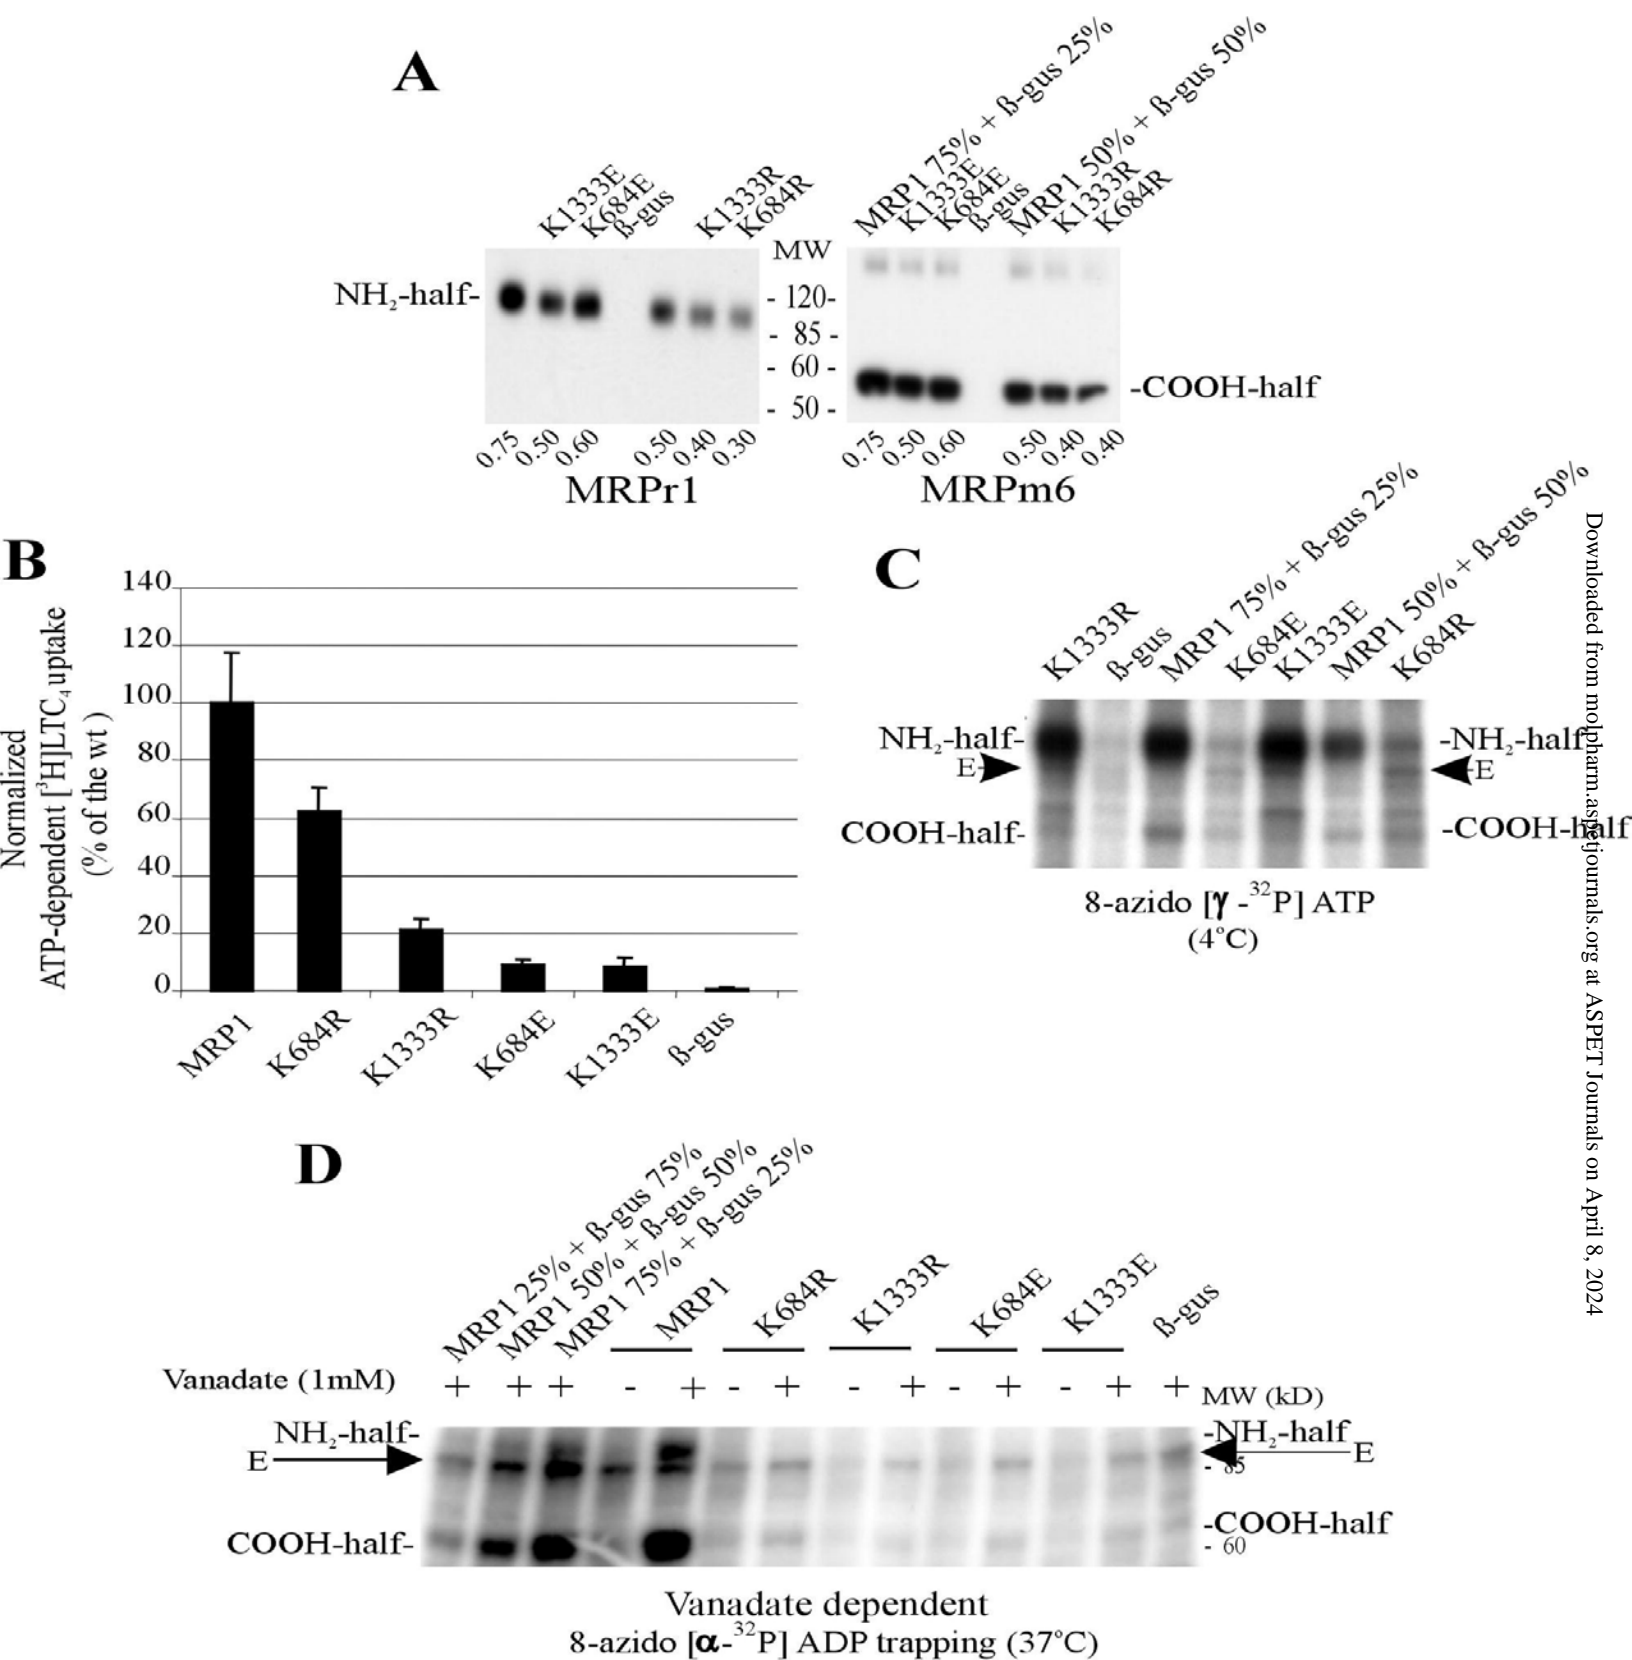 A
K1333E
K684E
ß-gus
K1333R
K684R
MRP1 75% + ß-gus 25%
K1333E
K684E
ß-gus
MRP1 50% + ß-gus 50%
K1333R
K684R
MW
NH₂-half-
- 120-
- 85 -
- 60 -
- 50 -
-COOH-half
0.75 0.50 0.60 0.50 0.40 0.30
0.75 0.50 0.60 0.50 0.40 0.40
MRPr1
MRPm6
B
Normalized
ATP-dependent [³H]LTC₄ uptake
(% of the wt )
140
120
100
80
60
40
20
0
MRP1
K684R
K1333R
K684E
K1333E
ß-gus
C
K1333R
ß-gus
MRP1 75% + ß-gus 25%
K684E
K1333E
MRP1 50% + ß-gus 50%
K684R
NH₂-half-
-NH₂-half
E
E
COOH-half-
-COOH-half
8-azido [γ -³²P] ATP
(4°C)
D
MRP1 25% + ß-gus 75%
MRP1 50% + ß-gus 50%
MRP1 75% + ß-gus 25%
MRP1
K684R
K1333R
K684E
K1333E
ß-gus
Vanadate (1mM)
+ + + - + - + - + - + - + +
MW (kD)
NH₂-half-
-NH₂-half
E
E
- 85
COOH-half-
-COOH-half
- 60
Vanadate dependent
8-azido [α-³²P] ADP trapping (37°C)
Downloaded from molpharm.aspetjournals.org at ASPET Journals on April 8, 2024